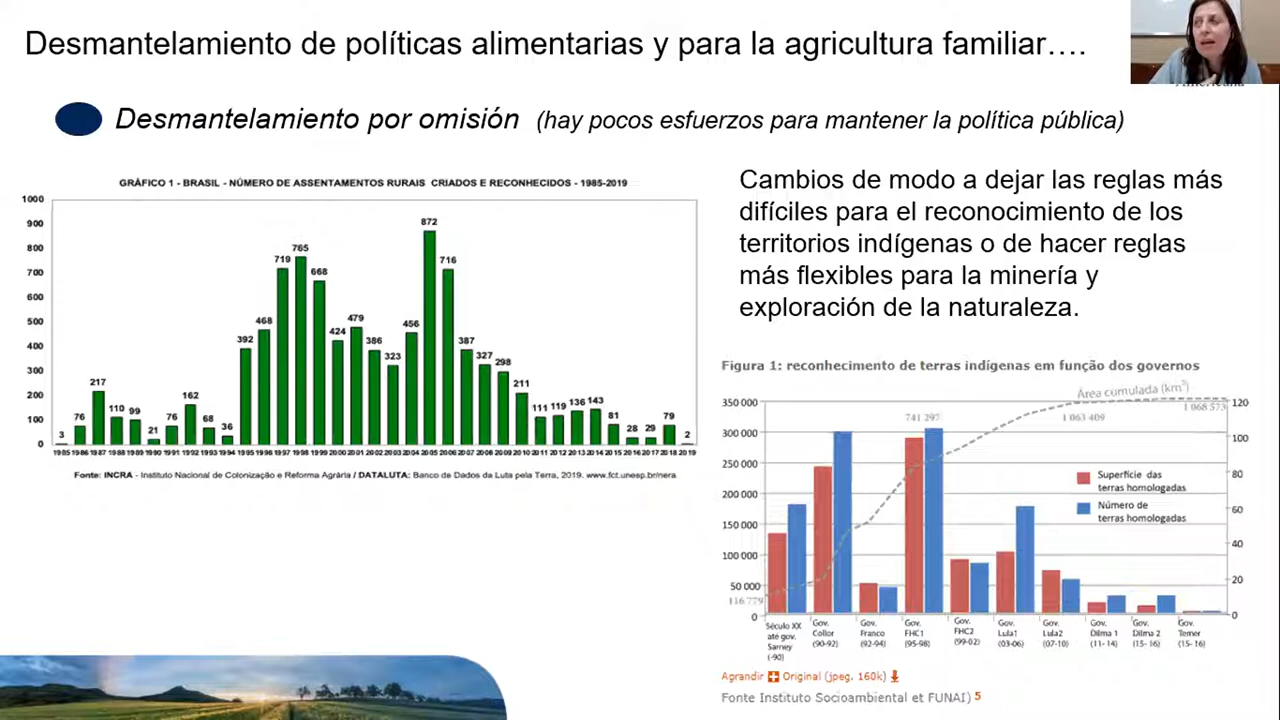 Desmantelamiento de políticas alimentarias y para la agricultura familiar....
Desmantelamiento por omisión (hay pocos esfuerzos para mantener la política pública)
GRÁFICO 1 - BRASIL - NÚMERO DE ASSENTAMENTOS RURAIS CRIADOS E RECONHECIDOS - 1985-2019
1000
900
800
700
600
500
400
300
200
100
0
3 76 217 110 99 21 76 162 68 36 392 468 719 765 668 424 479 386 323 456 872 716 387 327 298 211 111 119 136 143 81 28 29 79 2
1985 1986 1987 1988 1989 1990 1991 1992 1993 1994 1995 1996 1997 1998 1999 2000 2001 2002 2003 2004 2005 2006 2007 2008 2009 2010 2011 2012 2013 2014 2015 2016 2017 2018 2019
Fonte: INCRA - Instituto Nacional de Colonização e Reforma Agrária / DATALUTA: Banco de Dados da Luta pela Terra, 2019. www.fct.unesp.br/nera
Cambios de modo a dejar las reglas más
difíciles para el reconocimiento de los
territorios indígenas o de hacer reglas
más flexibles para la minería y
exploración de la naturaleza.
Figura 1: reconhecimento de terras indígenas em função dos governos
Área cumulada (km²)
350 000
300 000
250 000
200 000
150 000
100 000
50 000
0
120
100
80
60
40
20
0
116.779
741 297
1 063 409
1 068 573
Superfície das
terras homologadas
Número de
terras homologadas
Século XX
até gov.
Sarney
(-90)
Gov.
Collor
(90-92)
Gov.
Franco
(92-94)
Gov.
FHC1
(95-98)
Gov.
FHC2
(99-02)
Gov.
Lula1
(03-06)
Gov.
Lula2
(07-10)
Gov.
Dilma 1
(11-14)
Gov.
Dilma 2
(15-16)
Gov.
Temer
(15-16)
Agrandir Original (jpeg, 160k)
Fonte Instituto Socioambiental et FUNAI) 5